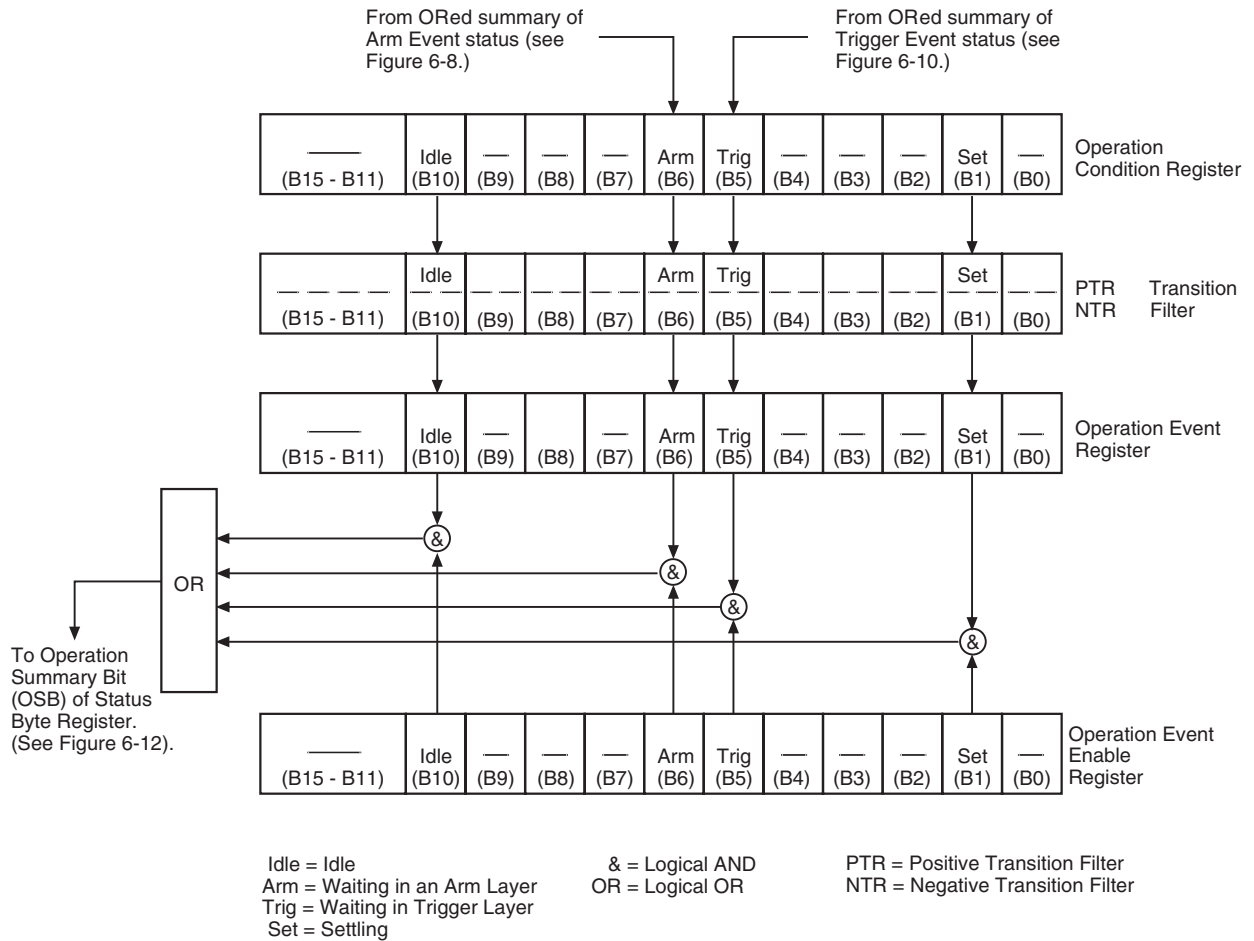 From ORed summary of
Arm Event status (see
Figure 6-8.)
From ORed summary of
Trigger Event status (see
Figure 6-10.)
Idle Arm Trig Set
(B15 - B11) (B10) (B9) (B8) (B7) (B6) (B5) (B4) (B3) (B2) (B1) (B0)
Operation
Condition Register
Idle Arm Trig Set
(B15 - B11) (B10) (B9) (B8) (B7) (B6) (B5) (B4) (B3) (B2) (B1) (B0)
PTR Transition
NTR Filter
Idle Arm Trig Set
(B15 - B11) (B10) (B9) (B8) (B7) (B6) (B5) (B4) (B3) (B2) (B1) (B0)
Operation Event
Register
&
&
OR
&
&
To Operation
Summary Bit
(OSB) of Status
Byte Register.
(See Figure 6-12).
Idle Arm Trig Set
(B15 - B11) (B10) (B9) (B8) (B7) (B6) (B5) (B4) (B3) (B2) (B1) (B0)
Operation Event
Enable
Register
Idle = Idle
Arm = Waiting in an Arm Layer
Trig = Waiting in Trigger Layer
Set = Settling
& = Logical AND
OR = Logical OR
PTR = Positive Transition Filter
NTR = Negative Transition Filter